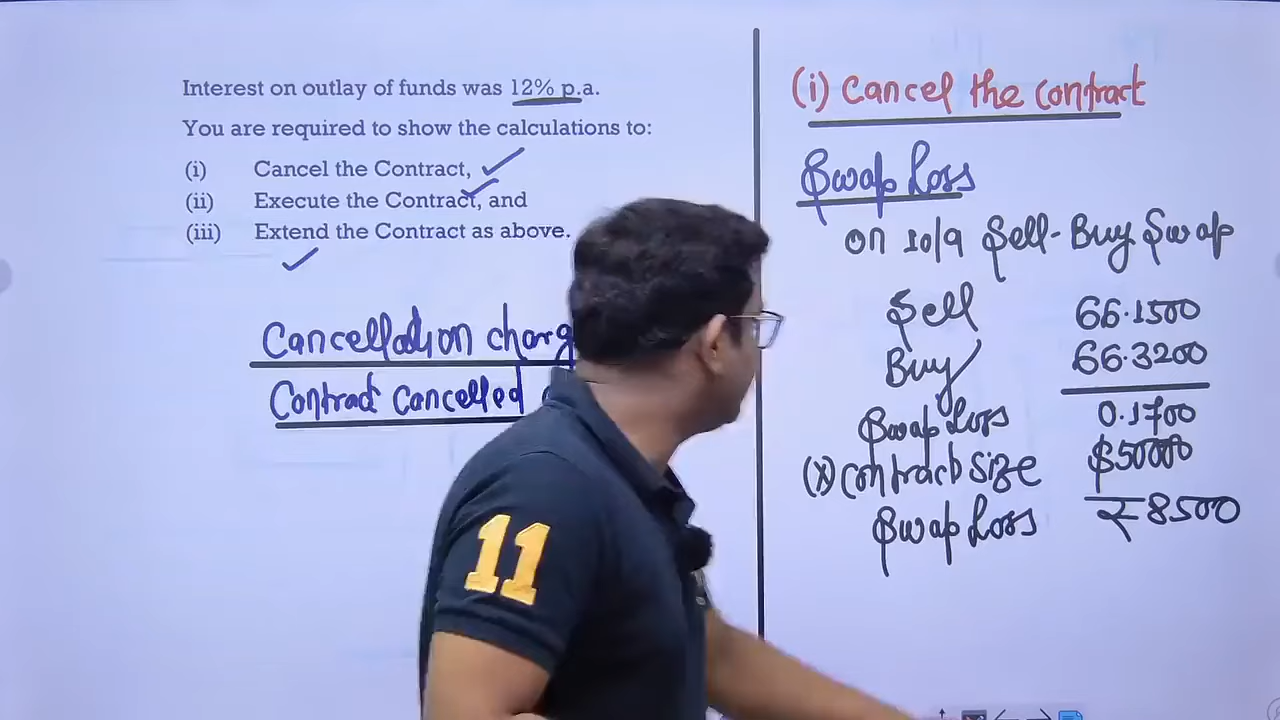 Interest on outlay of funds was 12% p.a.
You are required to show the calculations to:
(i) Cancel the Contract,
(ii) Execute the Contract, and
(iii) Extend the Contract as above.
Cancellation charg
Contract Cancelled
11
(i) Cancel the Contract
Swap Loss
on 10/9 Sell-Buy Swap
Sell 66.1500
Buy 66.3200
Swap Loss 0.1700
(x) Contract Size $50000
Swap Loss ₹8500